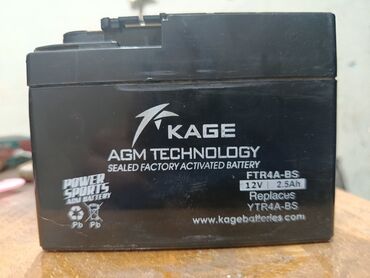 KAGE
AGM TECHNOLOGY
SEALED FACTORY ACTIVATED BATTERY
POWER SPORTS
AGM BATTERY
Pb Pb
FTR4A-BS
12V 2.5Ah
Replacus
YTR4A-BS
www.kagebatteries.com